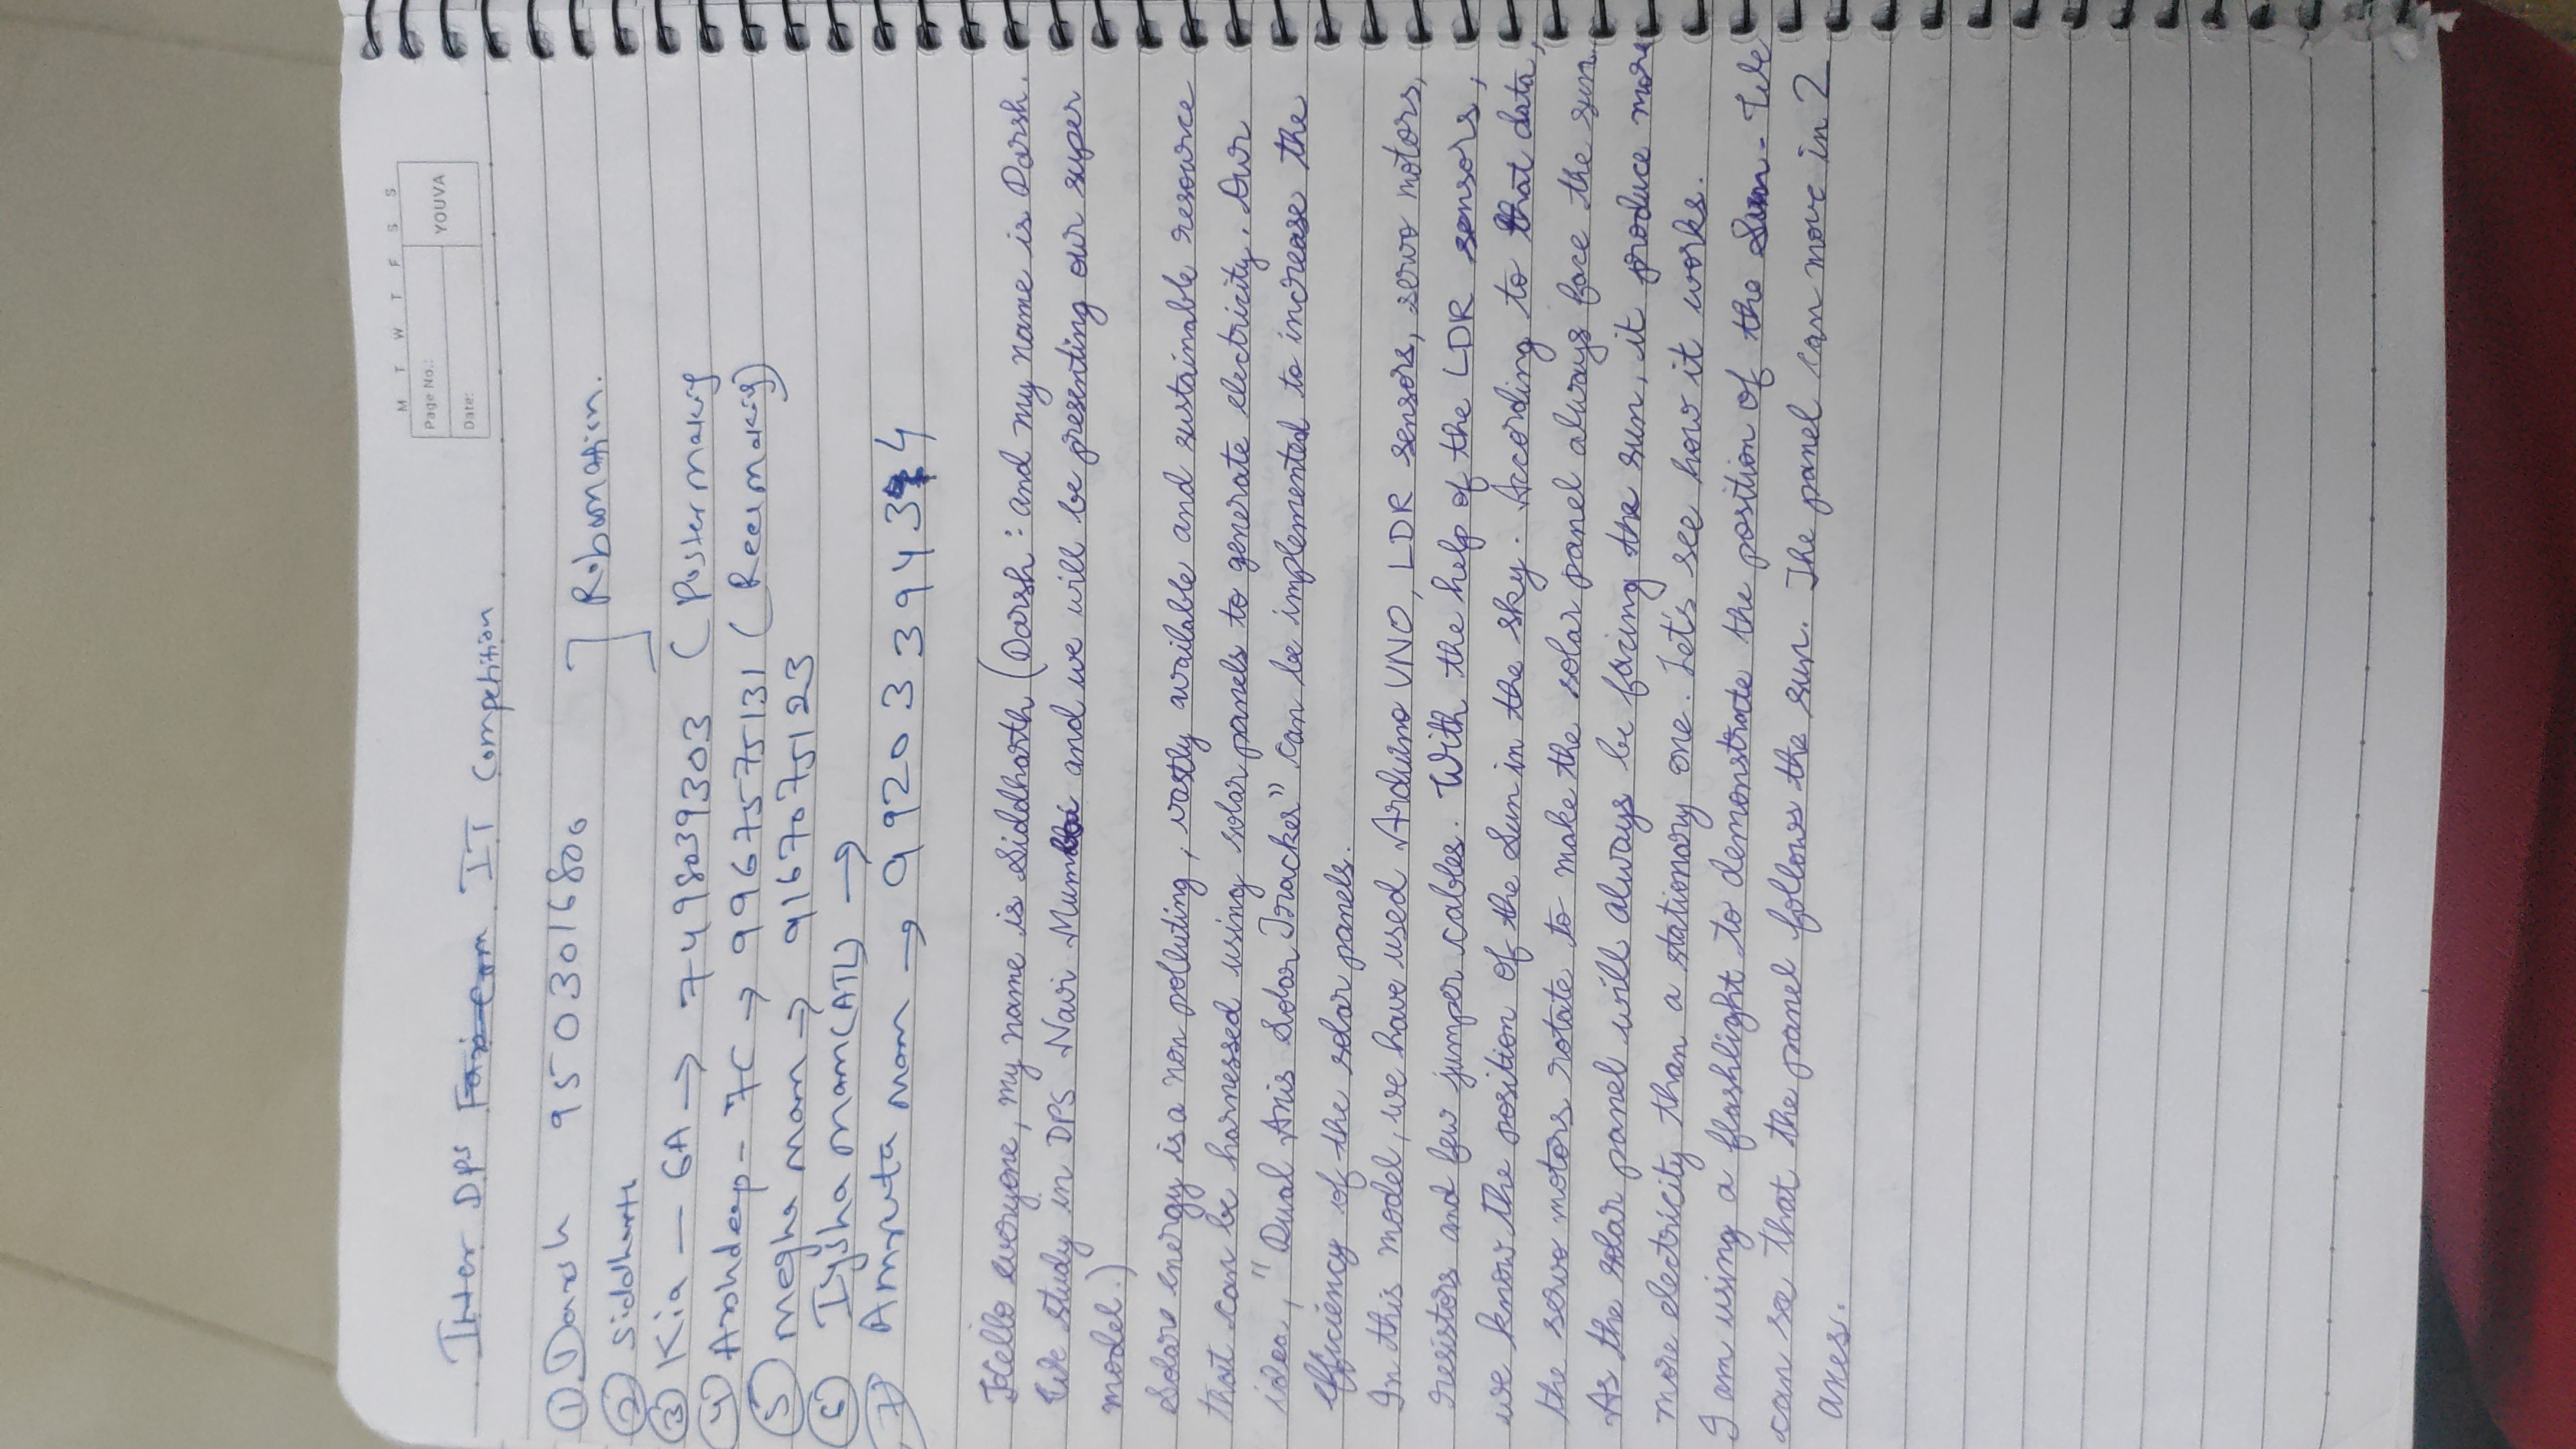 M T W T F S S
Page No.:
YOUVA
Date:
Inter DPS IT Competition
① Darsh 9503016800
] Robomation.
② Siddharth
③ Kia — 6A → 7498039303 ( Poster making
④ Arshdeep - 7C → 9967575131 (Reel making)
⑤ Megha mam → 9167075123
⑥ Iysha mam (ATL) →
⑦ Amruta mam → 9920339434
Hello everyone, my name is Siddharth (Darsh : and my name is Darsh.
We study in DPS Navi Mumbai and we will be presenting our super
model.)
Solar energy is a non polluting, vastly available and sustainable resource
that can be harnessed using solar panels to generate electricity. Our
idea, "Dual Axis Solar Tracker" can be implemented to increase the
efficiency of the solar panels.
In this model, we have used Arduino UNO, LDR sensors, servo motors,
resistors and few jumper cables. With the help of the LDR sensors,
we know the position of the Sun in the sky. According to that data,
the servo motors rotate to make the solar panel always face the sun.
As the solar panel will always be facing the sun, it produce more
more electricity than a stationary one. Let's see how it works.
I am using a flashlight to demonstrate the position of the Sun. We
can see that the panel follows the sun. The panel can move in 2
axes.